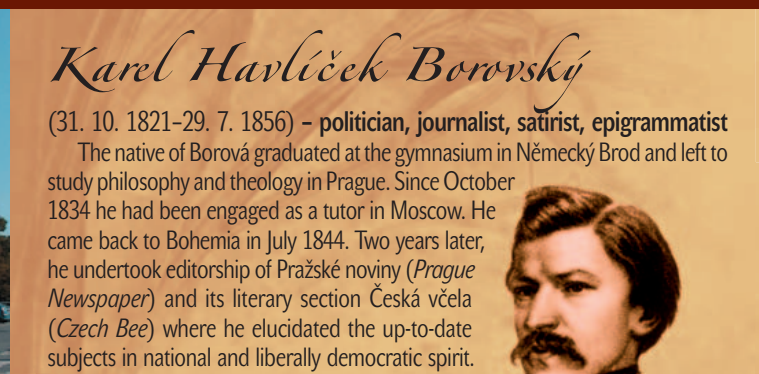 Karel Havlíček Borovský
(31. 10. 1821–29. 7. 1856) – politician, journalist, satirist, epigrammatist
The native of Borová graduated at the gymnasium in Německý Brod and left to
study philosophy and theology in Prague. Since October
1834 he had been engaged as a tutor in Moscow. He
came back to Bohemia in July 1844. Two years later,
he undertook editorship of Pražské noviny (Prague
Newspaper) and its literary section Česká včela
(Czech Bee) where he elucidated the up-to-date
subjects in national and liberally democratic spirit.